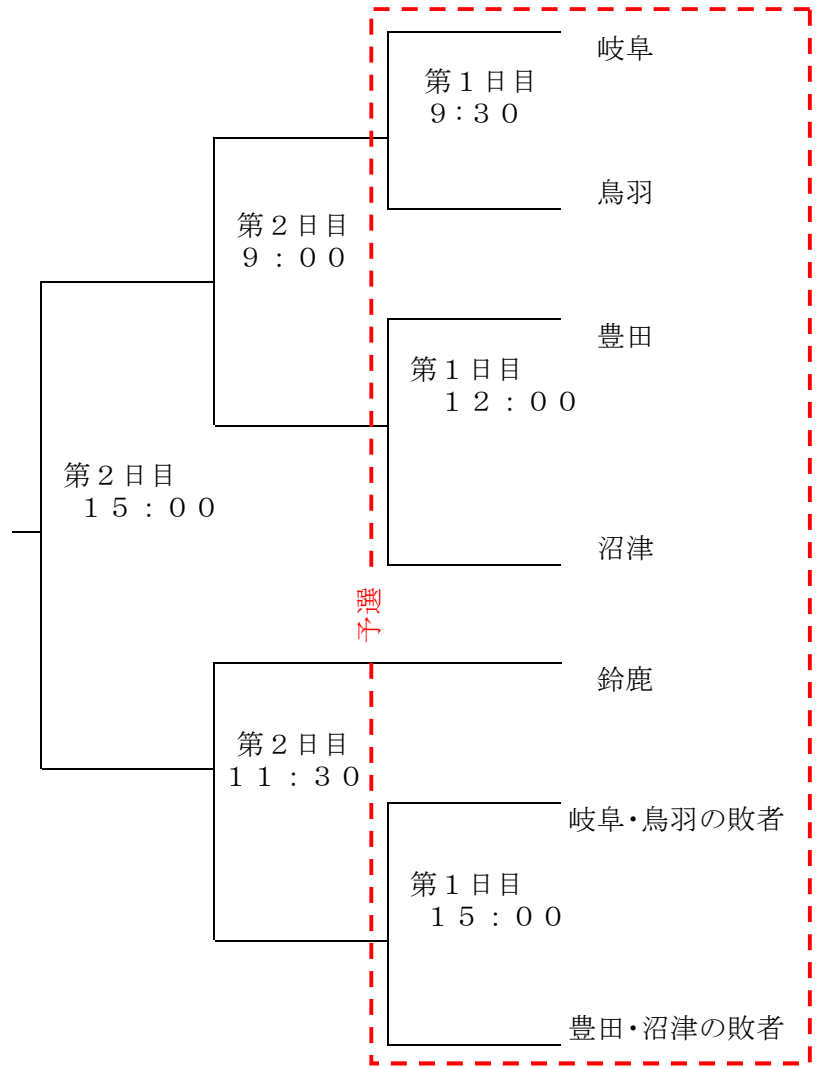 岐阜
第１日目
９：３０
鳥羽
第２日目
９：００
豊田
第１日目
１２：００
第２日目
１５：００
沼津
予選
鈴鹿
第２日目
１１：３０
岐阜・鳥羽の敗者
第１日目
１５：００
豊田・沼津の敗者